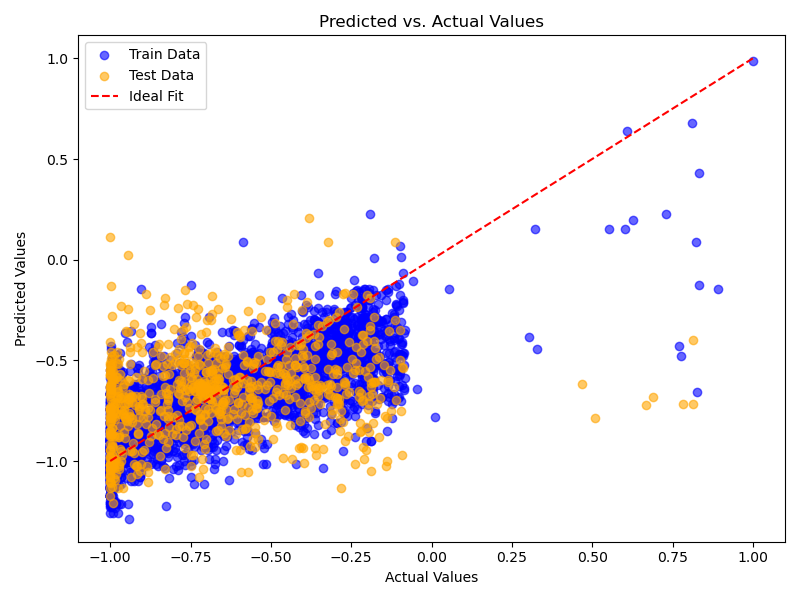 Predicted vs. Actual Values
Train Data
Test Data
Ideal Fit
1.0
0.5
0.0
−0.5
−1.0
Predicted Values
−1.00 −0.75 −0.50 −0.25 0.00 0.25 0.50 0.75 1.00
Actual Values